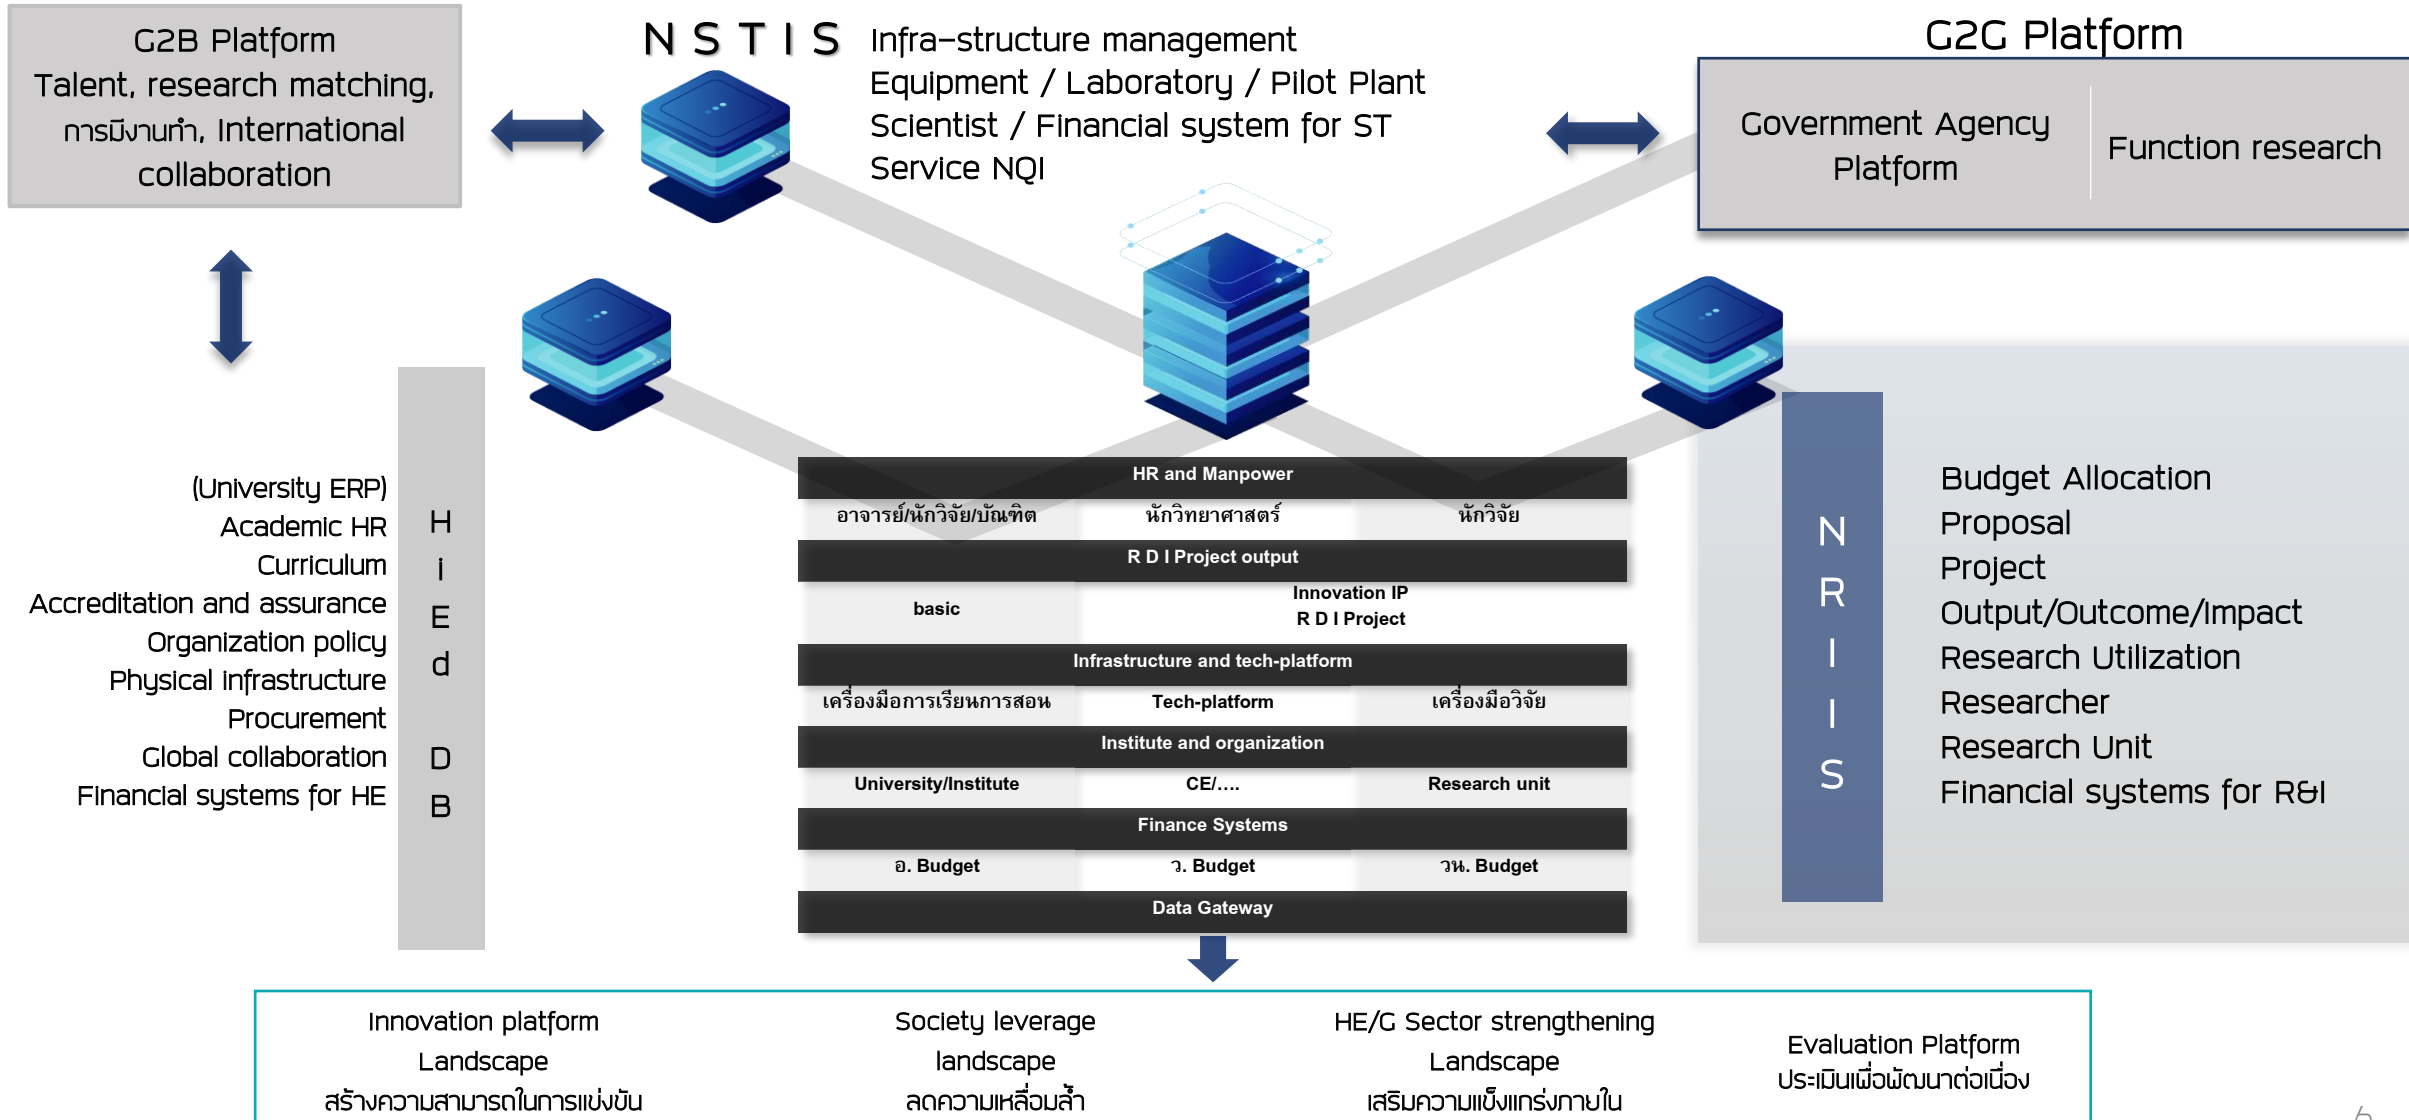 G2B Platform
Talent, research matching,
การมีงานทำ, International
collaboration
N S T I S
Infra-structure management
Equipment / Laboratory / Pilot Plant
Scientist / Financial system for ST
Service NQI
G2G Platform
Government Agency
Platform
Function research
(University ERP)
Academic HR
Curriculum
Accreditation and assurance
Organization policy
Physical infrastructure
Procurement
Global collaboration
Financial systems for HE
H
i
E
d
D
B
HR and Manpower
อาจารย์/นักวิจัย/บัณฑิต นักวิทยาศาสตร์ นักวิจัย
R D I Project output
basic
Innovation IP
R D I Project
Infrastructure and tech-platform
เครื่องมือการเรียนการสอน Tech-platform เครื่องมือวิจัย
Institute and organization
University/Institute CE/.... Research unit
Finance Systems
อ. Budget ว. Budget วน. Budget
Data Gateway
N
R
I
I
S
Budget Allocation
Proposal
Project
Output/Outcome/Impact
Research Utilization
Researcher
Research Unit
Financial systems for R&I
Innovation platform
Landscape
สร้างความสามารถในการแข่งขัน
Society leverage
landscape
ลดความเหลื่อมล้ำ
HE/G Sector strengthening
Landscape
เสริมความแข็งแกร่งภายใน
Evaluation Platform
ประเมินเพื่อพัฒนาต่อเนื่อง